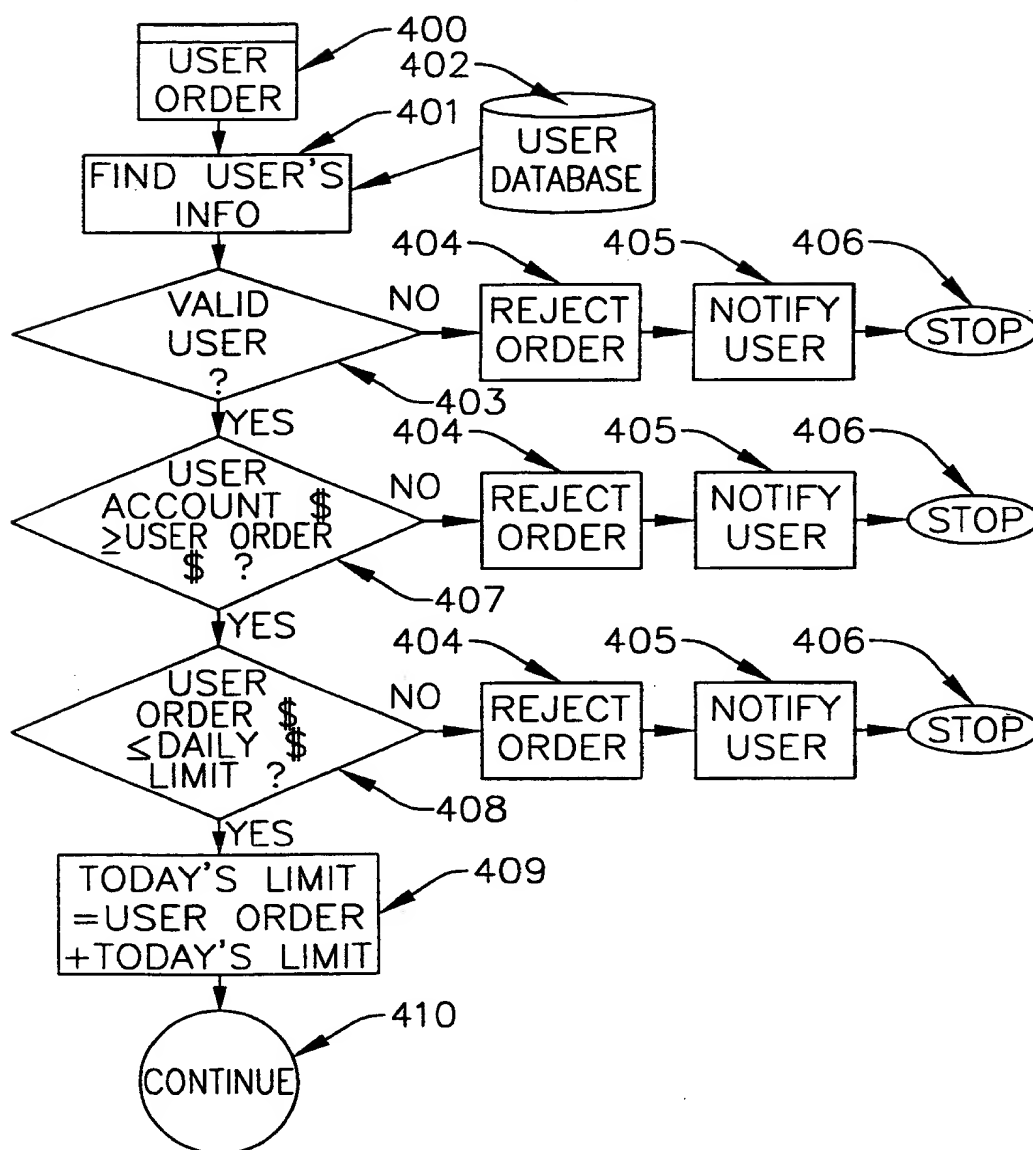 400
USER
ORDER
402
401
USER
DATABASE
FIND USER'S
INFO
404
405
406
VALID
USER
?
NO
REJECT
ORDER
NOTIFY
USER
STOP
403
YES
404
405
406
USER
ACCOUNT $
≥USER ORDER
$ ?
NO
REJECT
ORDER
NOTIFY
USER
STOP
407
YES
404
405
406
USER
ORDER $
≤DAILY $
LIMIT ?
NO
REJECT
ORDER
NOTIFY
USER
STOP
408
YES
TODAY'S LIMIT
=USER ORDER
+TODAY'S LIMIT
409
410
CONTINUE